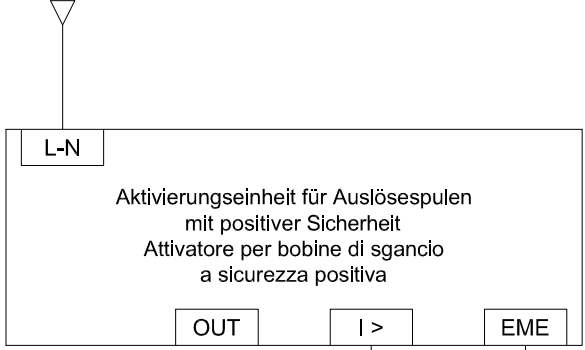 L-N
Aktivierungseinheit für Auslösespulen
mit positiver Sicherheit
Attivatore per bobine di sgancio
a sicurezza positiva
OUT
I >
EME